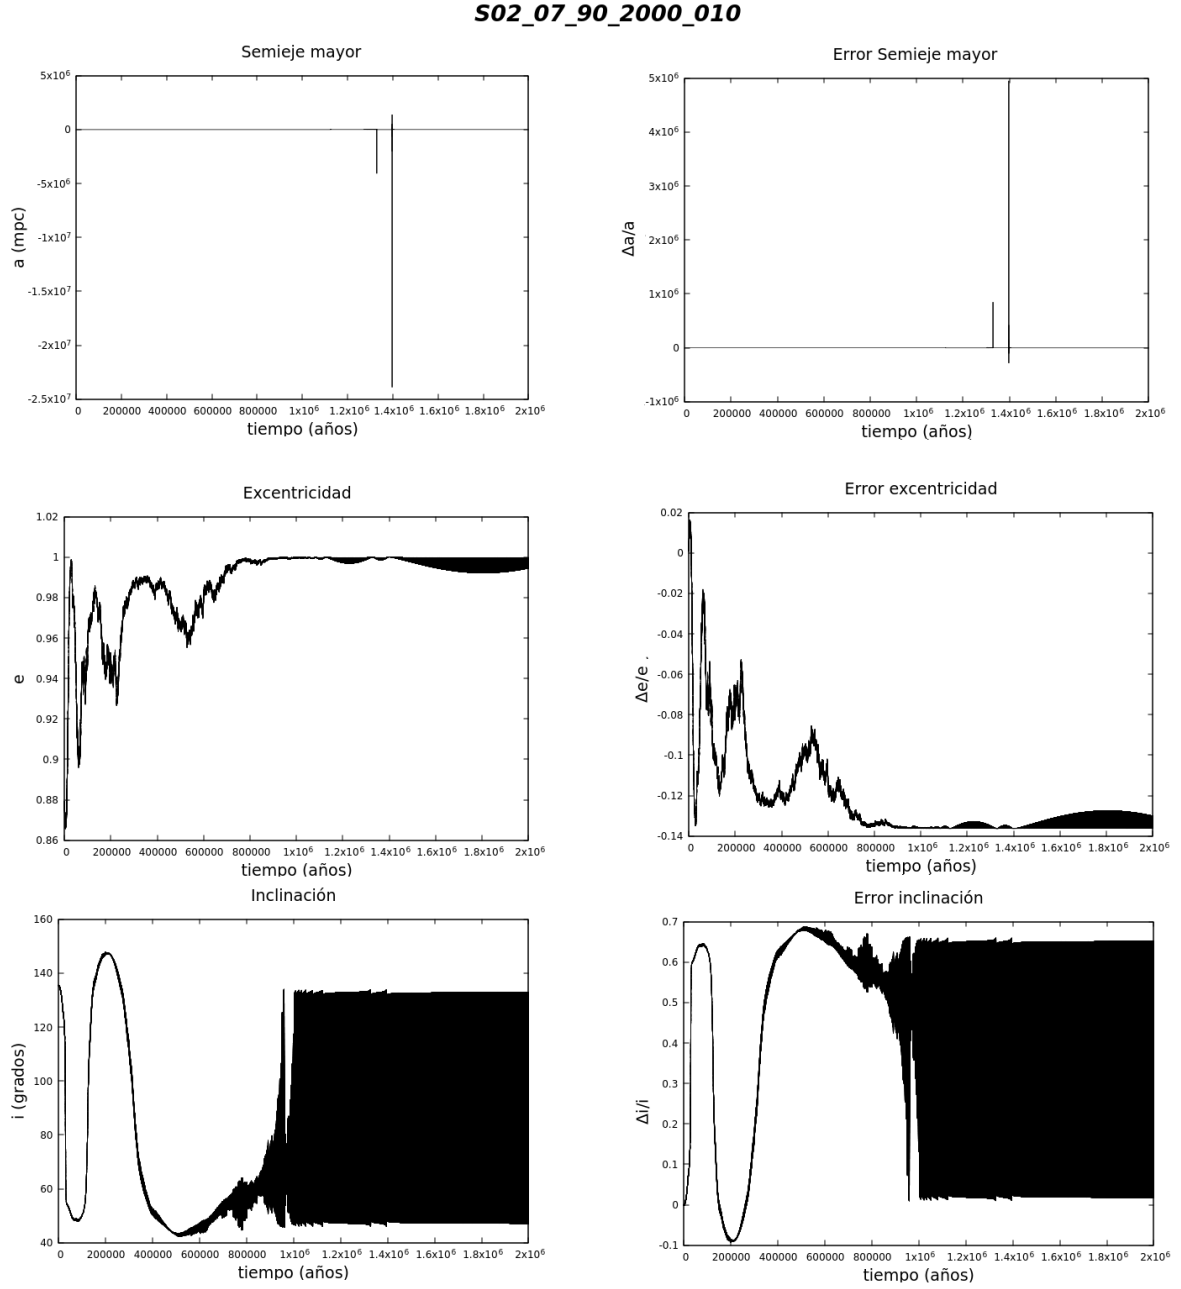 S02_07_90_2000_010
Semieje mayor
5x10⁶
0
-5x10⁶
-1x10⁷
-1.5x10⁷
-2x10⁷
-2.5x10⁷
a (mpc)
0 200000 400000 600000 800000 1x10⁶ 1.2x10⁶ 1.4x10⁶ 1.6x10⁶ 1.8x10⁶ 2x10⁶
tiempo (años)
Error Semieje mayor
5x10⁶
4x10⁶
3x10⁶
2x10⁶
1x10⁶
0
-1x10⁶
Δa/a
0 200000 400000 600000 800000 1x10⁶ 1.2x10⁶ 1.4x10⁶ 1.6x10⁶ 1.8x10⁶ 2x10⁶
tiempo (años)
Excentricidad
1.02
1
0.98
0.96
0.94
0.92
0.9
0.88
0.86
e
0 200000 400000 600000 800000 1x10⁶ 1.2x10⁶ 1.4x10⁶ 1.6x10⁶ 1.8x10⁶ 2x10⁶
tiempo (años)
Error excentricidad
0.02
0
-0.02
-0.04
-0.06
-0.08
-0.1
-0.12
-0.14
Δe/e .
0 200000 400000 600000 800000 1x10⁶ 1.2x10⁶ 1.4x10⁶ 1.6x10⁶ 1.8x10⁶ 2x10⁶
tiempo (años)
Inclinación
160
140
120
100
80
60
40
i (grados)
0 200000 400000 600000 800000 1x10⁶ 1.2x10⁶ 1.4x10⁶ 1.6x10⁶ 1.8x10⁶ 2x10⁶
tiempo (años)
Error inclinación
0.7
0.6
0.5
0.4
0.3
0.2
0.1
0
-0.1
Δi/i
0 200000 400000 600000 800000 1x10⁶ 1.2x10⁶ 1.4x10⁶ 1.6x10⁶ 1.8x10⁶ 2x10⁶
tiempo (años)